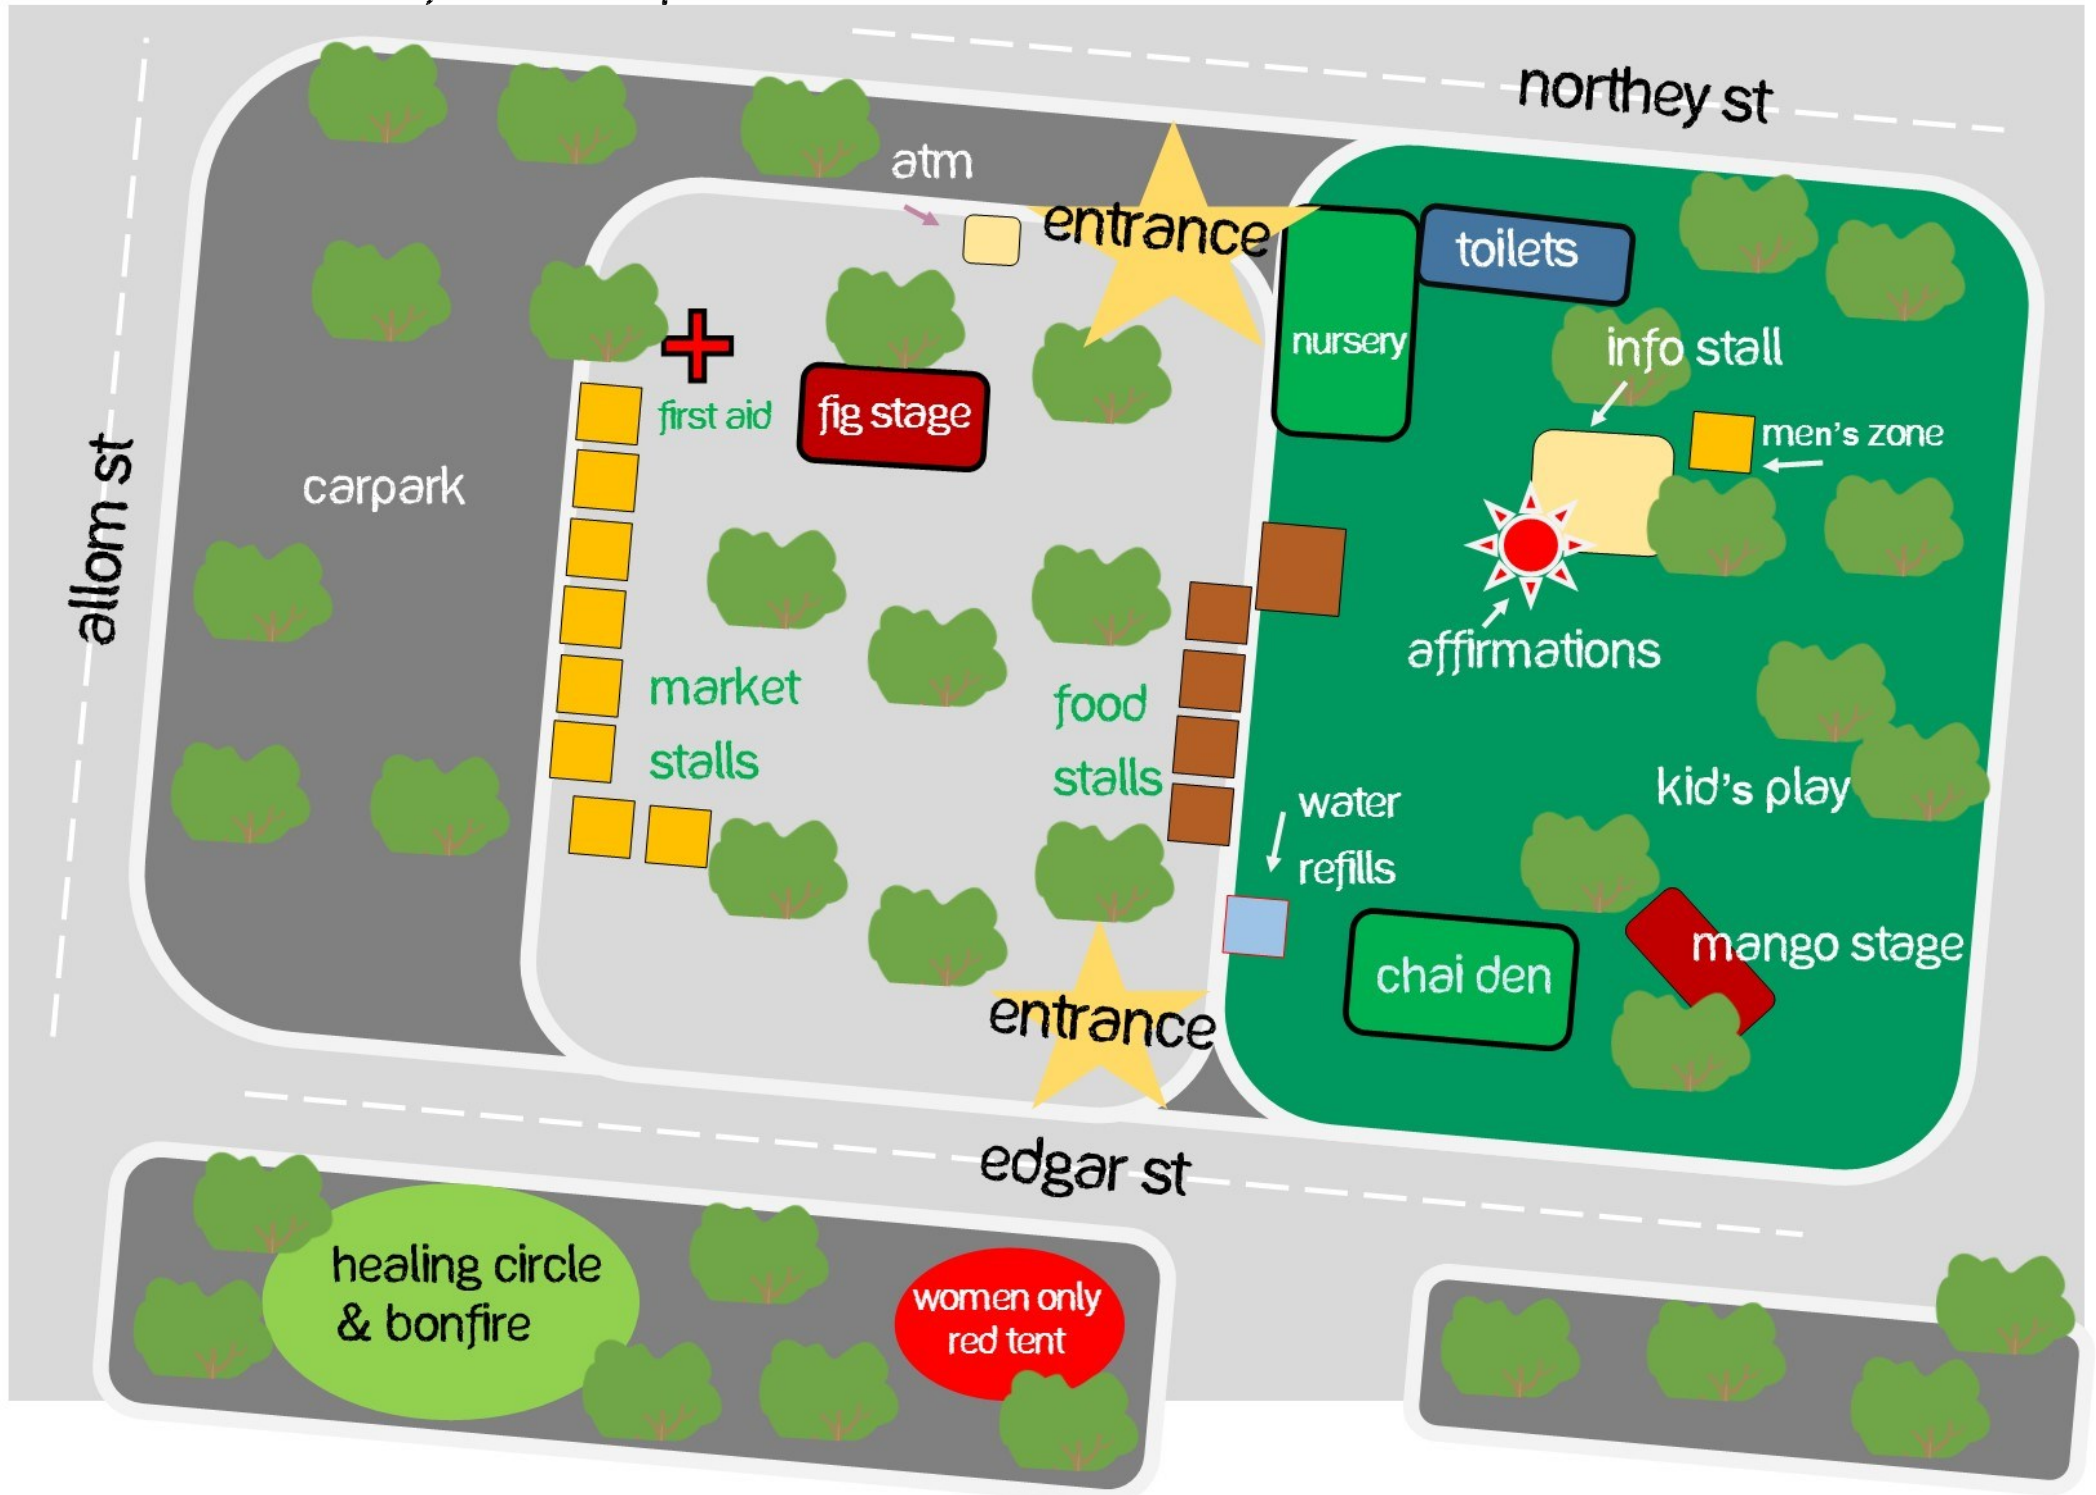 northey st
atm
entrance
toilets
nursery
info stall
men's zone
first aid
fig stage
carpark
allom st
affirmations
market
stalls
food
stalls
kid's play
water
refills
mango stage
chai den
entrance
edgar st
healing circle
& bonfire
women only
red tent